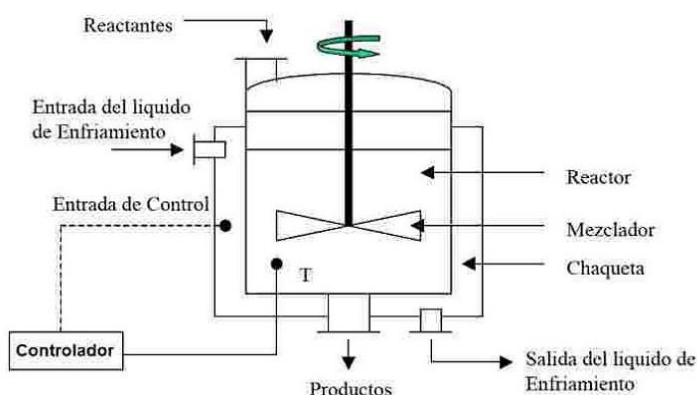 Reactantes
Entrada del liquido
de Enfriamiento
Reactor
Entrada de Control
Mezclador
Chaqueta
T
Controlador
Salida del liquido de
Enfriamiento
Productos